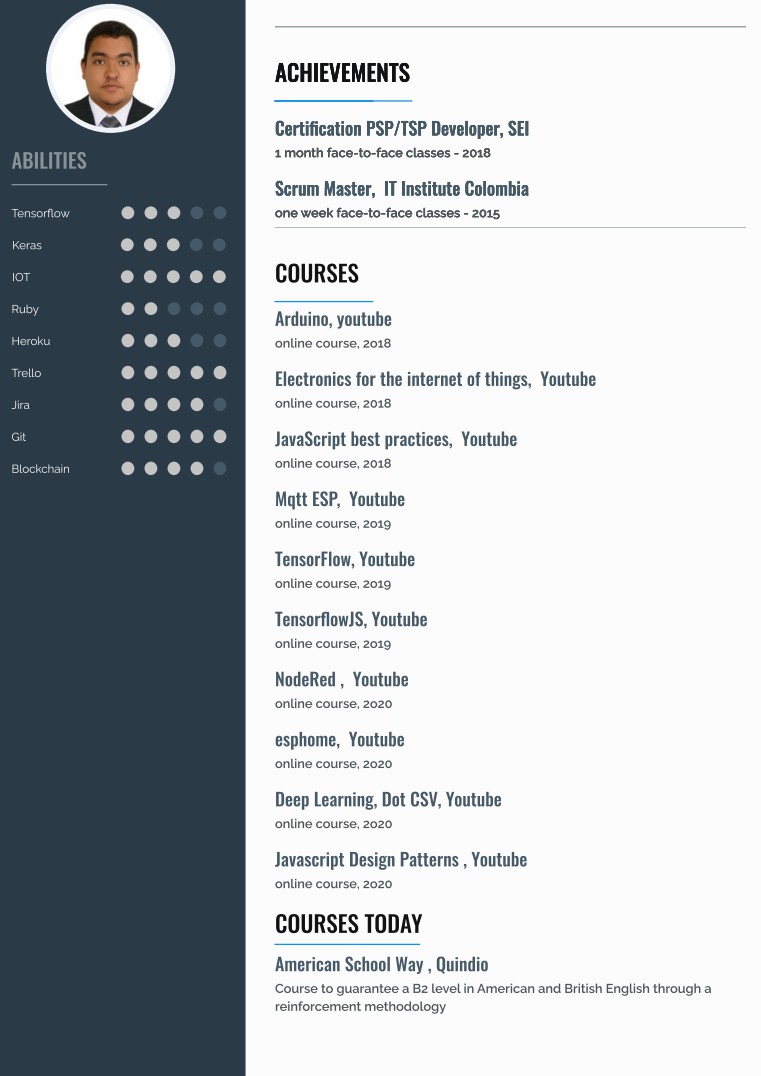 ABILITIES
Tensorflow
Keras
IOT
Ruby
Heroku
Trello
Jira
Git
Blockchain
ACHIEVEMENTS
Certification PSP/TSP Developer, SEI
1 month face-to-face classes - 2018
Scrum Master, IT Institute Colombia
one week face-to-face classes - 2015
COURSES
Arduino, youtube
online course, 2018
Electronics for the internet of things, Youtube
online course, 2018
JavaScript best practices, Youtube
online course, 2018
Mqtt ESP, Youtube
online course, 2019
TensorFlow, Youtube
online course, 2019
TensorflowJS, Youtube
online course, 2019
NodeRed , Youtube
online course, 2020
esphome, Youtube
online course, 2020
Deep Learning, Dot CSV, Youtube
online course, 2020
Javascript Design Patterns , Youtube
online course, 2020
COURSES TODAY
American School Way , Quindio
Course to guarantee a B2 level in American and British English through a
reinforcement methodology